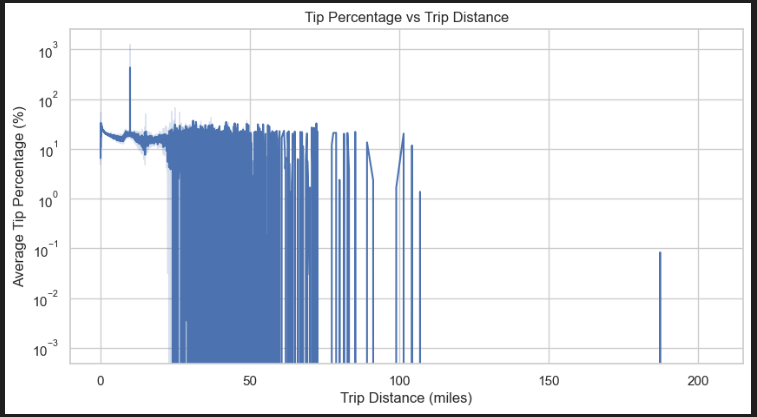 Tip Percentage vs Trip Distance
Average Tip Percentage (%)
10³
10²
10¹
10⁰
10⁻¹
10⁻²
10⁻³
0 50 100 150 200
Trip Distance (miles)